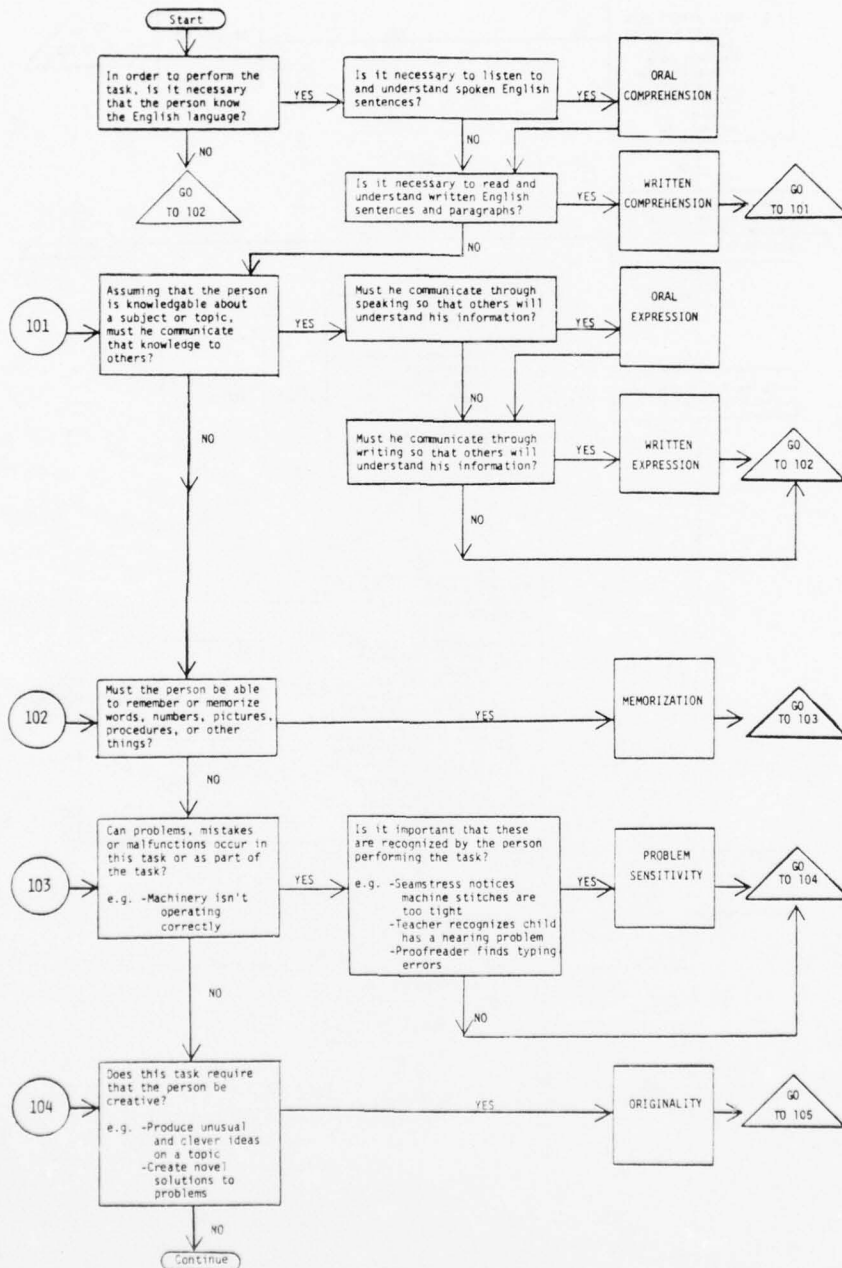 Start
In order to perform the
task, is it necessary
that the person know
the English language?
YES
Is it necessary to listen to
and understand spoken English
sentences?
YES
ORAL
COMPREHENSION
NO
GO
TO 102
NO
Is it necessary to read and
understand written English
sentences and paragraphs?
YES
WRITTEN
COMPREHENSION
GO
TO 101
NO
101
Assuming that the person
is knowledgable about
a subject or topic,
must he communicate
that knowledge to
others?
YES
Must he communicate through
speaking so that others will
understand his information?
YES
ORAL
EXPRESSION
NO
NO
Must he communicate through
writing so that others will
understand his information?
YES
WRITTEN
EXPRESSION
GO
TO 102
NO
102
Must the person be able
to remember or memorize
words, numbers, pictures,
procedures, or other
things?
YES
MEMORIZATION
GO
TO 103
NO
103
Can problems, mistakes
or malfunctions occur in
this task or as part of
the task?
e.g. -Machinery isn't
operating
correctly
YES
Is it important that these
are recognized by the person
performing the task?
e.g. -Seamstress notices
machine stitches are
too tight
-Teacher recognizes child
has a hearing problem
-Proofreader finds typing
errors
YES
PROBLEM
SENSITIVITY
GO
TO 104
NO
NO
104
Does this task require
that the person be
creative?
e.g. -Produce unusual
and clever ideas
on a topic
-Create novel
solutions to
problems
YES
ORIGINALITY
GO
TO 105
NO
Continue